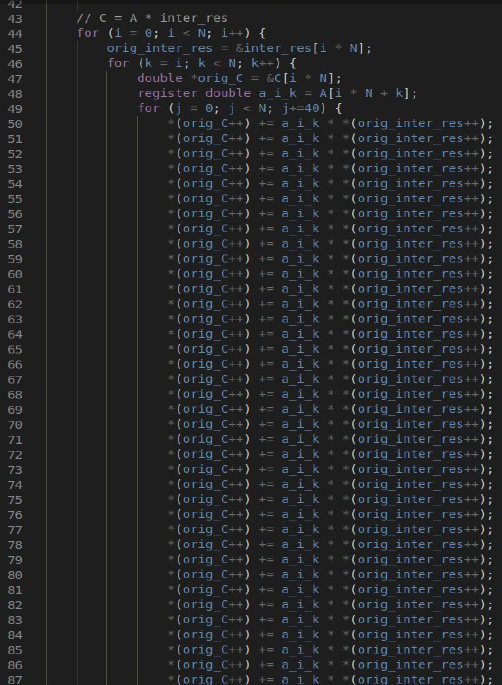 42
43 // C = A * inter_res
44 for (i = 0; i < N; i++) {
45 orig_inter_res = &inter_res[i * N];
46 for (k = i; k < N; k++) {
47 double *orig_C = &C[i * N];
48 register double a_i_k = A[i * N + k];
49 for (j = 0; j < N; j+=40) {
50 *(orig_C++) += a_i_k * *(orig_inter_res++);
51 *(orig_C++) += a_i_k * *(orig_inter_res++);
52 *(orig_C++) += a_i_k * *(orig_inter_res++);
53 *(orig_C++) += a_i_k * *(orig_inter_res++);
54 *(orig_C++) += a_i_k * *(orig_inter_res++);
55 *(orig_C++) += a_i_k * *(orig_inter_res++);
56 *(orig_C++) += a_i_k * *(orig_inter_res++);
57 *(orig_C++) += a_i_k * *(orig_inter_res++);
58 *(orig_C++) += a_i_k * *(orig_inter_res++);
59 *(orig_C++) += a_i_k * *(orig_inter_res++);
60 *(orig_C++) += a_i_k * *(orig_inter_res++);
61 *(orig_C++) += a_i_k * *(orig_inter_res++);
62 *(orig_C++) += a_i_k * *(orig_inter_res++);
63 *(orig_C++) += a_i_k * *(orig_inter_res++);
64 *(orig_C++) += a_i_k * *(orig_inter_res++);
65 *(orig_C++) += a_i_k * *(orig_inter_res++);
66 *(orig_C++) += a_i_k * *(orig_inter_res++);
67 *(orig_C++) += a_i_k * *(orig_inter_res++);
68 *(orig_C++) += a_i_k * *(orig_inter_res++);
69 *(orig_C++) += a_i_k * *(orig_inter_res++);
70 *(orig_C++) += a_i_k * *(orig_inter_res++);
71 *(orig_C++) += a_i_k * *(orig_inter_res++);
72 *(orig_C++) += a_i_k * *(orig_inter_res++);
73 *(orig_C++) += a_i_k * *(orig_inter_res++);
74 *(orig_C++) += a_i_k * *(orig_inter_res++);
75 *(orig_C++) += a_i_k * *(orig_inter_res++);
76 *(orig_C++) += a_i_k * *(orig_inter_res++);
77 *(orig_C++) += a_i_k * *(orig_inter_res++);
78 *(orig_C++) += a_i_k * *(orig_inter_res++);
79 *(orig_C++) += a_i_k * *(orig_inter_res++);
80 *(orig_C++) += a_i_k * *(orig_inter_res++);
81 *(orig_C++) += a_i_k * *(orig_inter_res++);
82 *(orig_C++) += a_i_k * *(orig_inter_res++);
83 *(orig_C++) += a_i_k * *(orig_inter_res++);
84 *(orig_C++) += a_i_k * *(orig_inter_res++);
85 *(orig_C++) += a_i_k * *(orig_inter_res++);
86 *(orig_C++) += a_i_k * *(orig_inter_res++);
87 *(orig_C++) += a_i_k * *(orig_inter_res++);